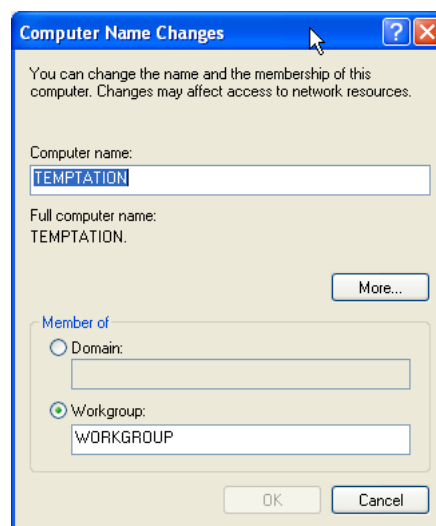 Computer Name Changes
You can change the name and the membership of this
computer. Changes may affect access to network resources.
Computer name:
TEMPTATION
Full computer name:
TEMPTATION.
More...
Member of
Domain:
Workgroup:
WORKGROUP
OK
Cancel